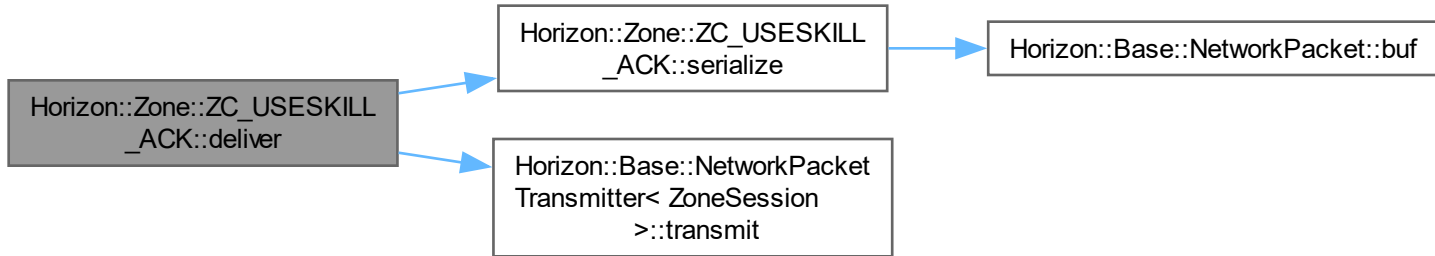 Horizon::Zone::ZC_USESKILL
_ACK::deliver
Horizon::Zone::ZC_USESKILL
_ACK::serialize
Horizon::Base::NetworkPacket::buf
Horizon::Base::NetworkPacket
Transmitter< ZoneSession
>::transmit